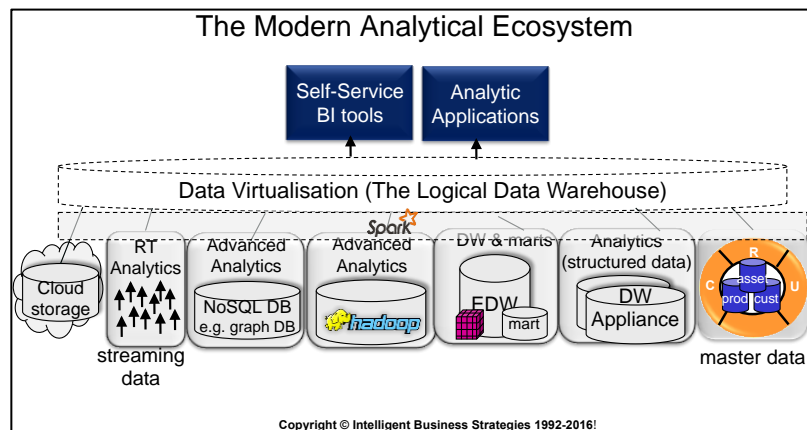 The Modern Analytical Ecosystem
Self-Service
BI tools
Analytic
Applications
Data Virtualisation (The Logical Data Warehouse)
Spark
Cloud
storage
RT
Analytics
streaming
data
Advanced
Analytics
NoSQL DB
e.g. graph DB
Advanced
Analytics
hadoop
DW & marts
EDW
mart
Analytics
(structured data)
DW
Appliance
C
R
U
asset
prod
cust
master data
Copyright © Intelligent Business Strategies 1992-2016!